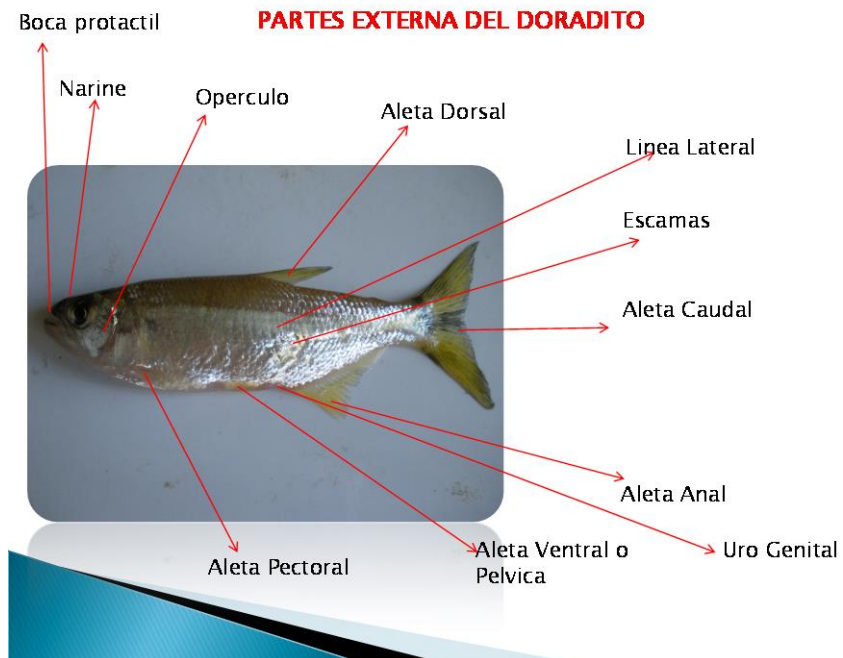 Boca protactil
PARTES EXTERNA DEL DORADITO
Narine
Operculo
Aleta Dorsal
Linea Lateral
Escamas
Aleta Caudal
Aleta Anal
Aleta Ventral o
Pelvica
Uro Genital
Aleta Pectoral